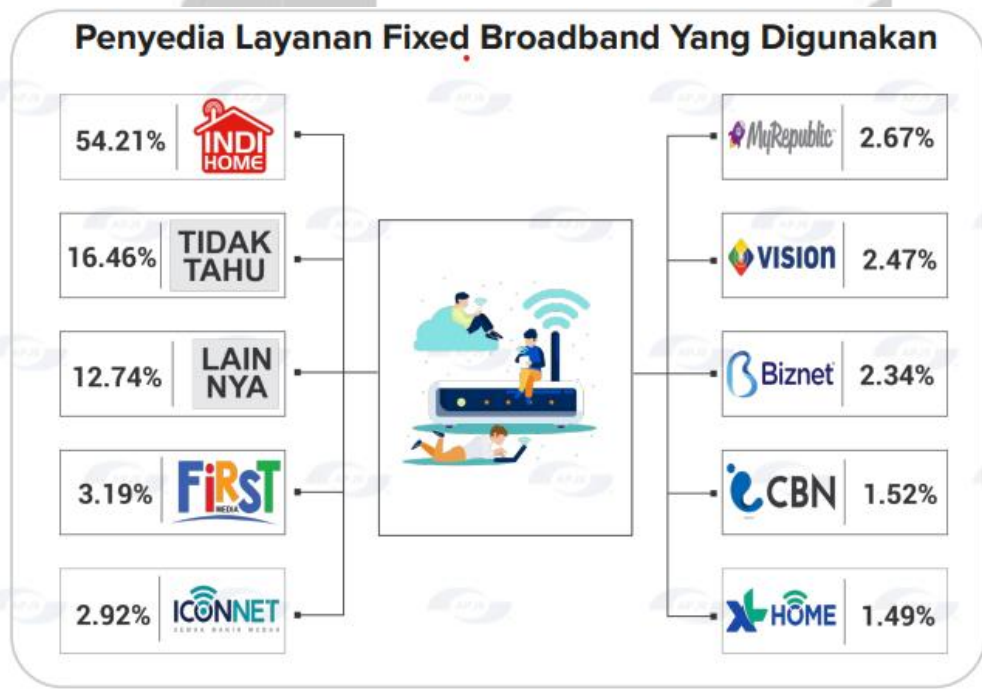 Penyedia Layanan Fixed Broadband Yang Digunakan
54.21%
INDI
HOME
16.46%
TIDAK
TAHU
12.74%
LAIN
NYA
3.19%
FiRST
MEDIA
2.92%
ICONNET
MyRepublic
2.67%
VISION
2.47%
Biznet
2.34%
CBN
1.52%
XL HOME
1.49%